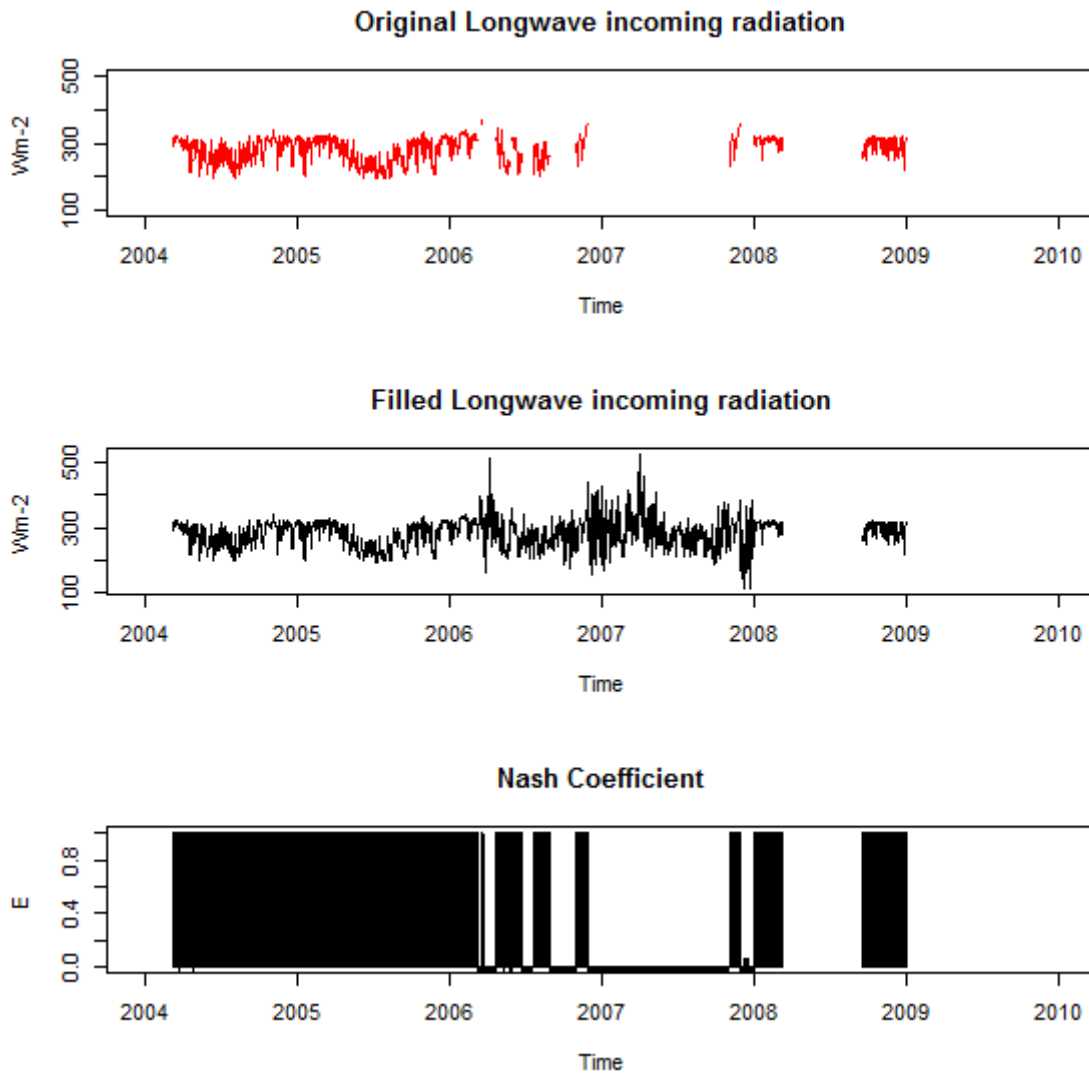 Original Longwave incoming radiation
500
300
100
Wm-2
2004 2005 2006 2007 2008 2009 2010
Time
Filled Longwave incoming radiation
500
300
100
Wm-2
2004 2005 2006 2007 2008 2009 2010
Time
Nash Coefficient
0.8
0.4
0.0
E
2004 2005 2006 2007 2008 2009 2010
Time